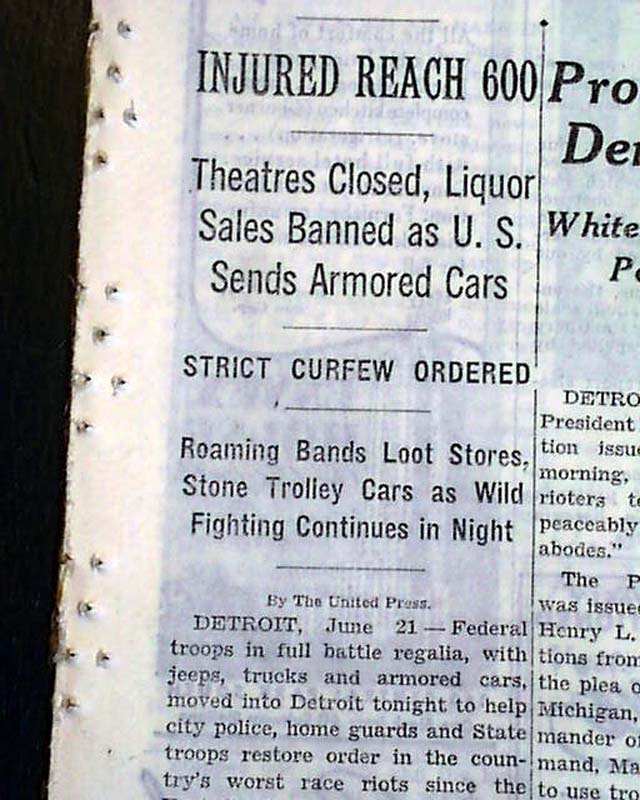 INJURED REACH 600
Theatres Closed, Liquor
Sales Banned as U. S.
Sends Armored Cars
STRICT CURFEW ORDERED
Roaming Bands Loot Stores,
Stone Trolley Cars as Wild
Fighting Continues in Night
By The United Press.
DETROIT, June 21 — Federal
troops in full battle regalia, with
jeeps, trucks and armored cars,
moved into Detroit tonight to help
city police, home guards and State
troops restore order in the coun-
try's worst race riots since the
Pro
Der
White
DETRO
President
tion issu
morning,
rioters t
peaceably
abodes."
The P
was issue
Henry L.
tions from
the plea o
Michigan,
mander of
mand, Ma
to use tro